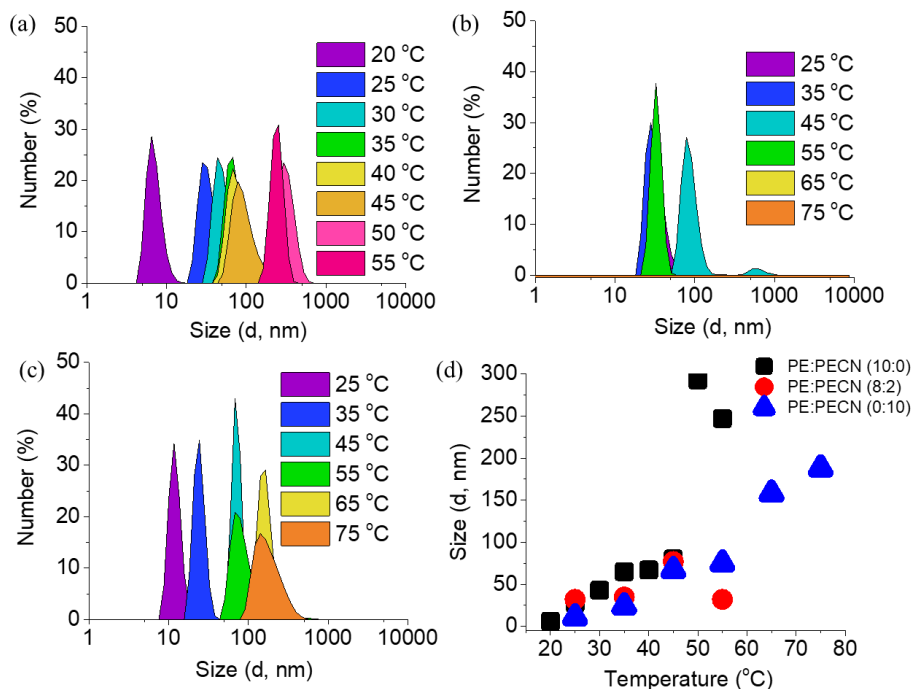 (a)
50
40
30
20
10
0
Number (%)
20 °C
25 °C
30 °C
35 °C
40 °C
45 °C
50 °C
55 °C
1 10 100 1000 10000
Size (d, nm)
(b)
50
40
30
20
10
0
Number (%)
25 °C
35 °C
45 °C
55 °C
65 °C
75 °C
1 10 100 1000 10000
Size (d, nm)
(c)
50
40
30
20
10
0
Number (%)
25 °C
35 °C
45 °C
55 °C
65 °C
75 °C
1 10 100 1000 10000
Size (d, nm)
(d)
300
250
200
150
100
50
0
Size (d, nm)
PE:PECN (10:0)
PE:PECN (8:2)
PE:PECN (0:10)
20 30 40 50 60 70 80
Temperature (°C)